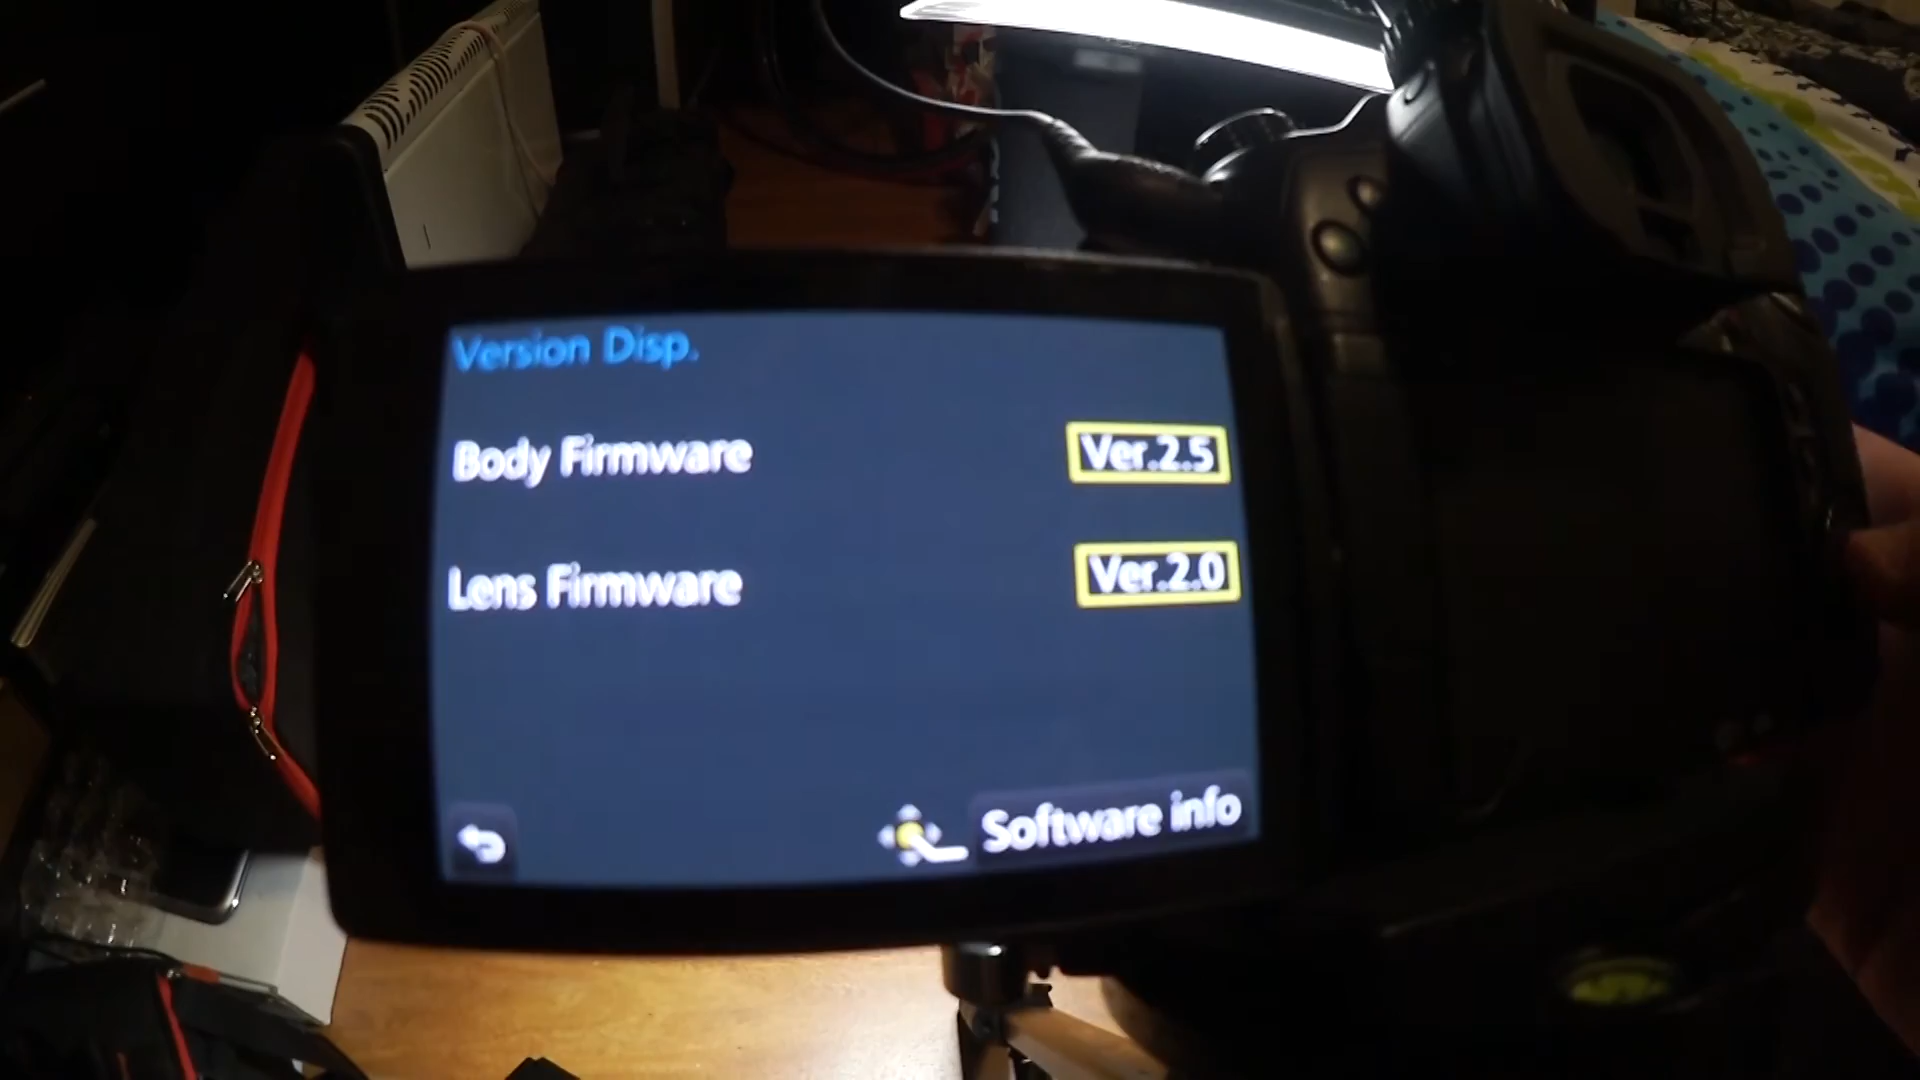 Version Disp.
Body Firmware Ver.2.5
Lens Firmware Ver.2.0
Software info